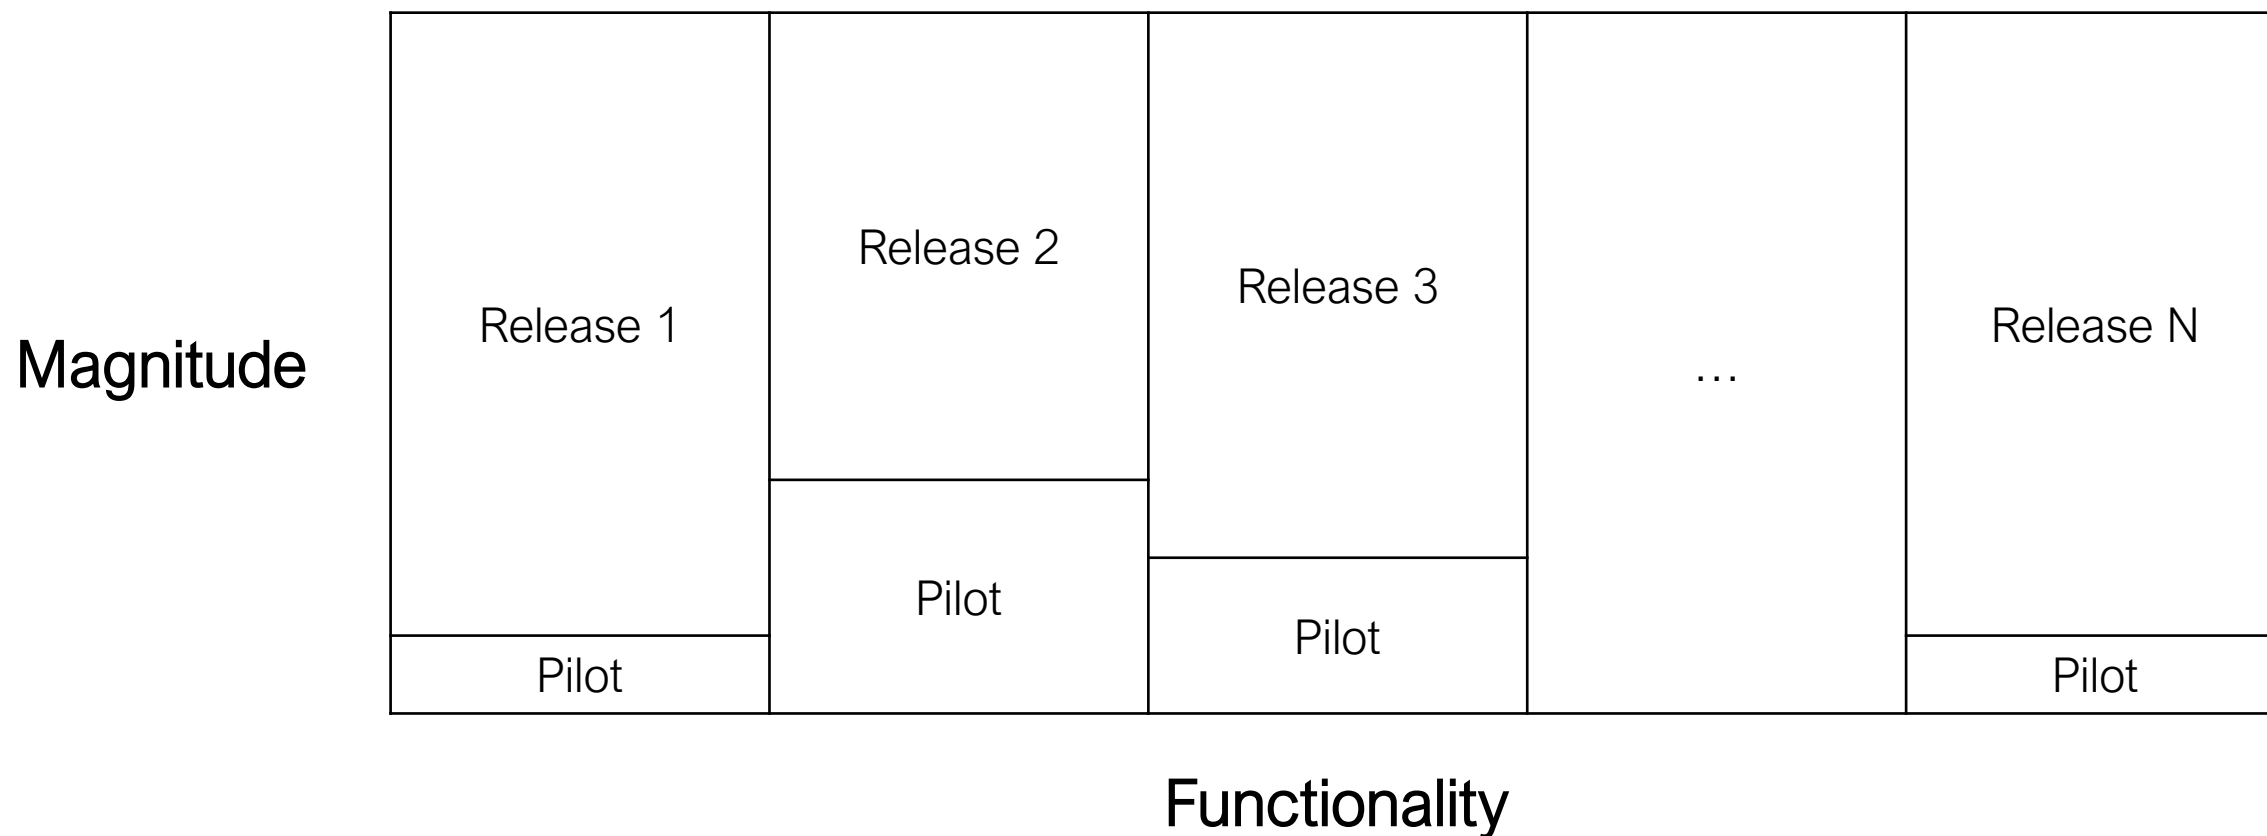 Magnitude
Release 1
Pilot
Release 2
Pilot
Release 3
Pilot
…
Release N
Pilot
Functionality